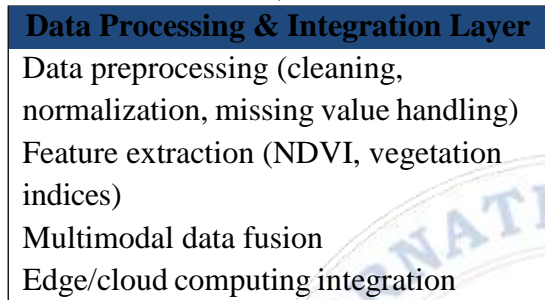 Data Processing & Integration Layer
Data preprocessing (cleaning,
normalization, missing value handling)
Feature extraction (NDVI, vegetation
indices)
Multimodal data fusion
Edge/cloud computing integration